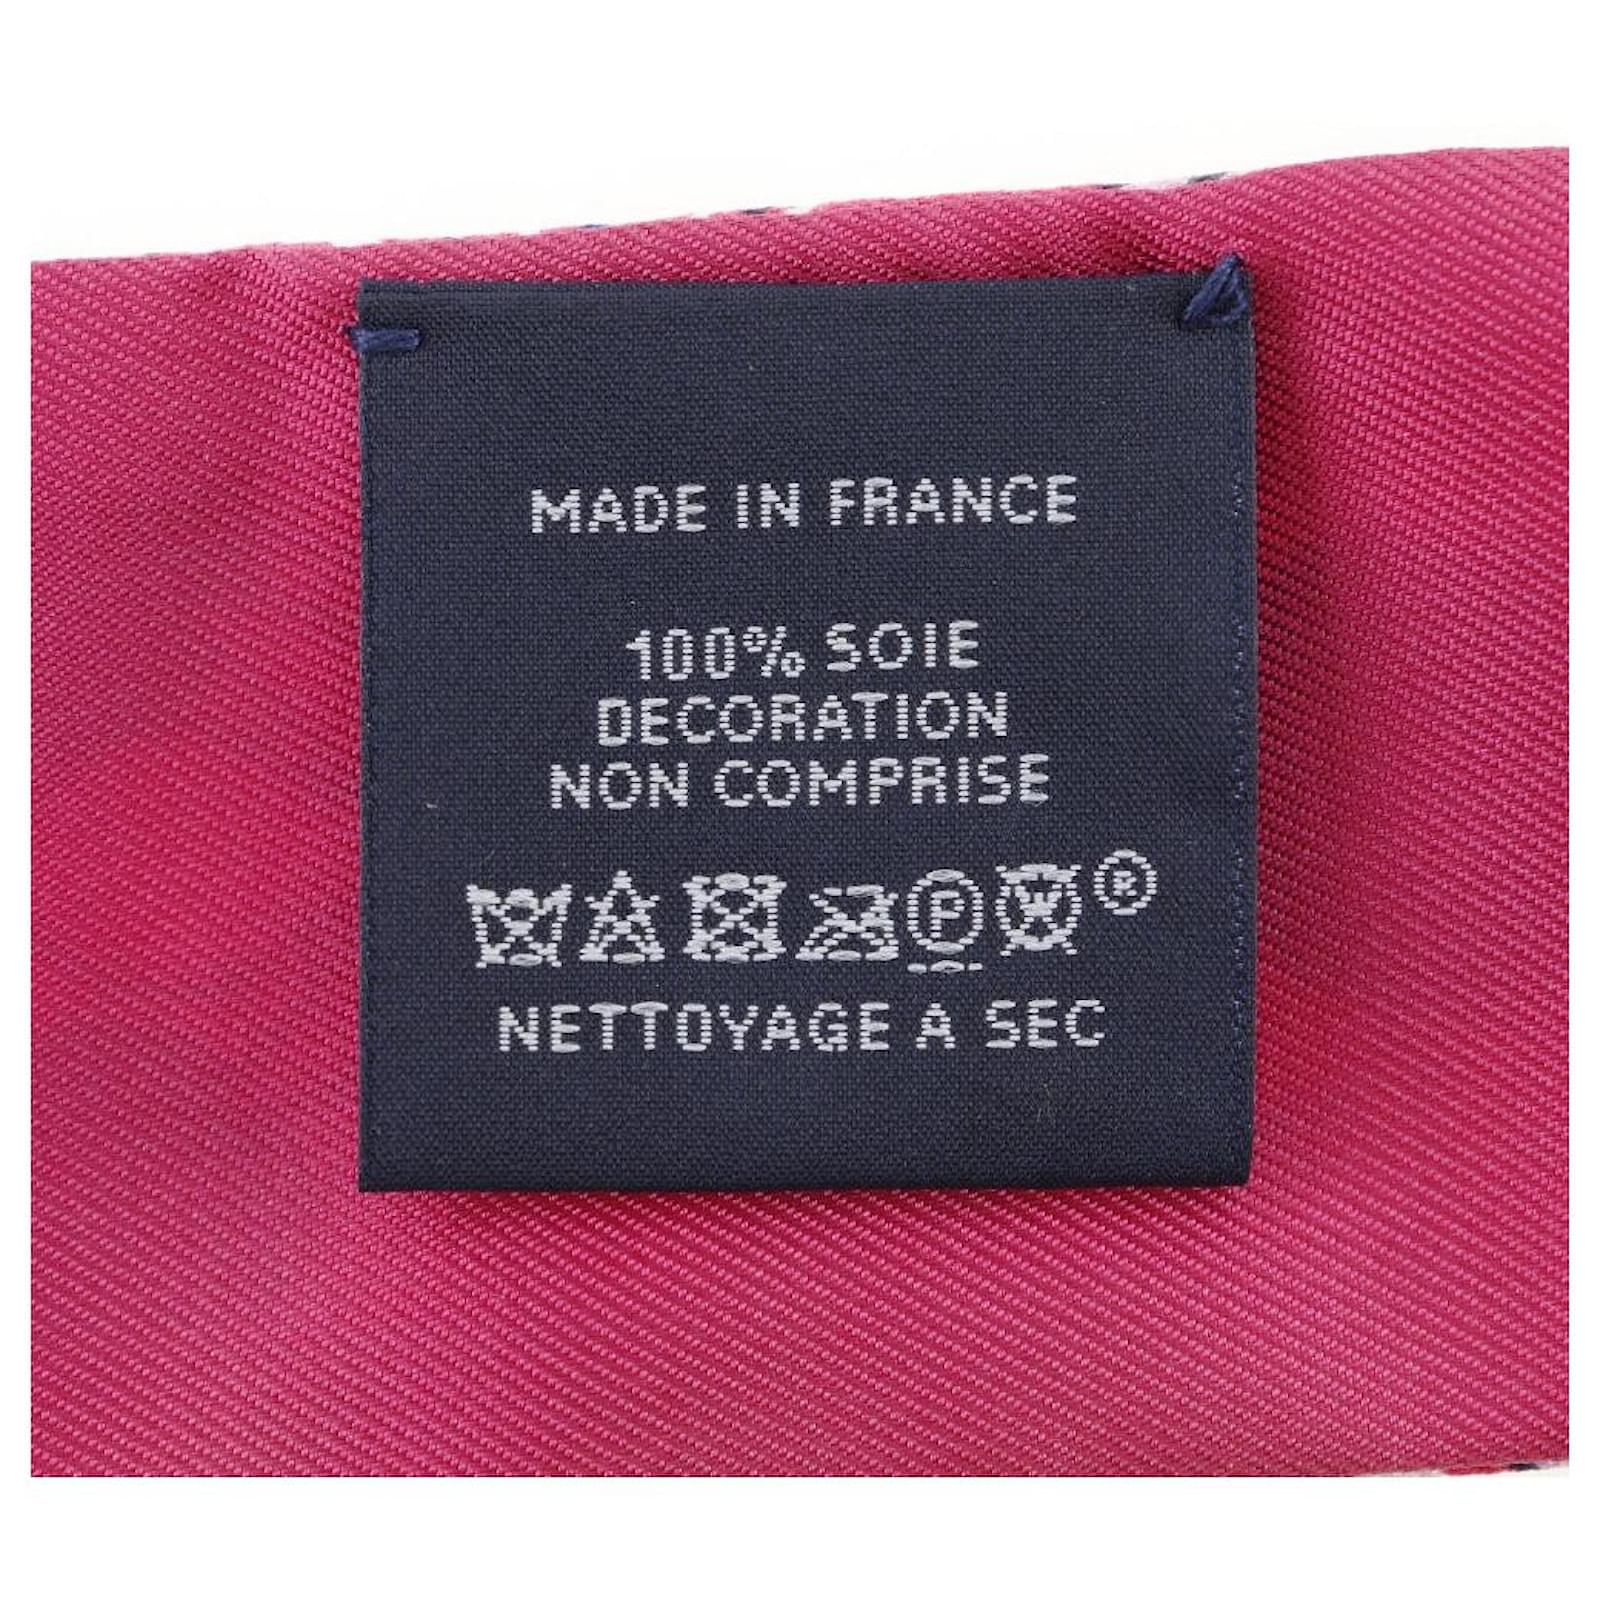 MADE IN FRANCE
100% SOIE
DECORATION
NON COMPRISE
P W ®
NETTOYAGE A SEC